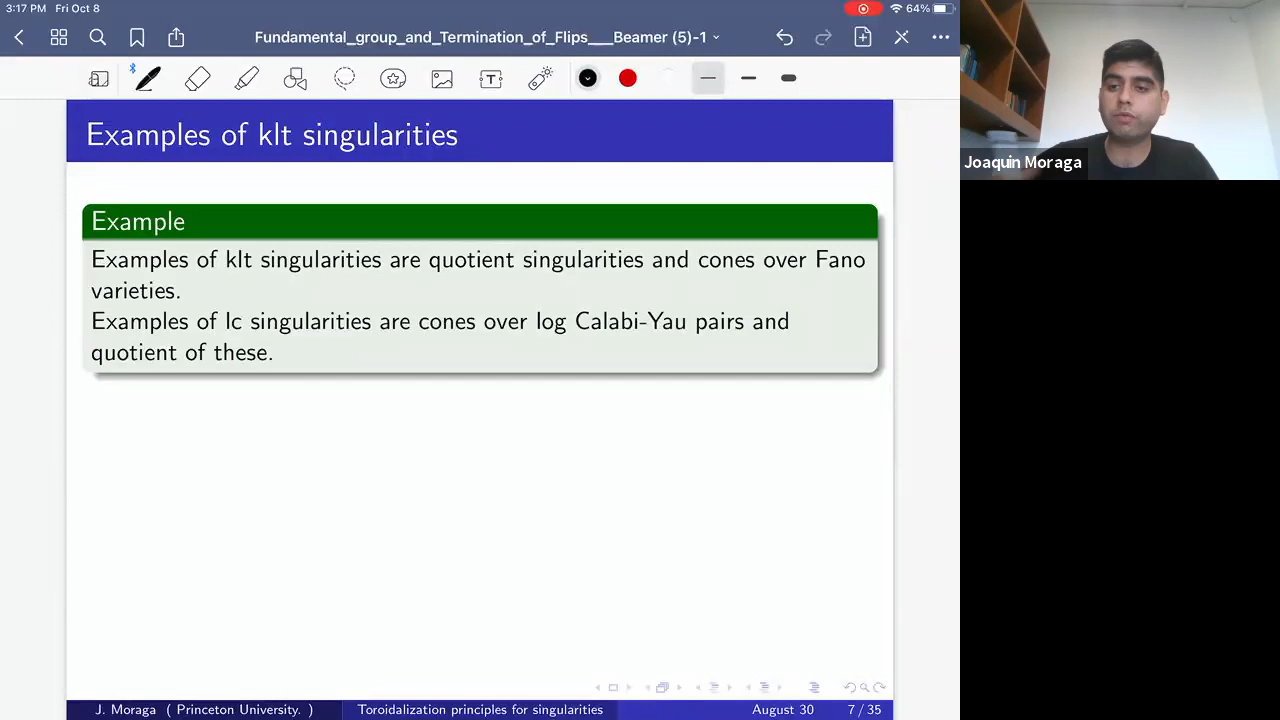 3:17 PM Fri Oct 8
64%
Fundamental_group_and_Termination_of_Flips___Beamer (5)-1
T
Joaquin Moraga
Examples of klt singularities
Example
Examples of klt singularities are quotient singularities and cones over Fano
varieties.
Examples of lc singularities are cones over log Calabi-Yau pairs and
quotient of these.
J. Moraga ( Princeton University. )
Toroidalization principles for singularities
August 30
7 / 35